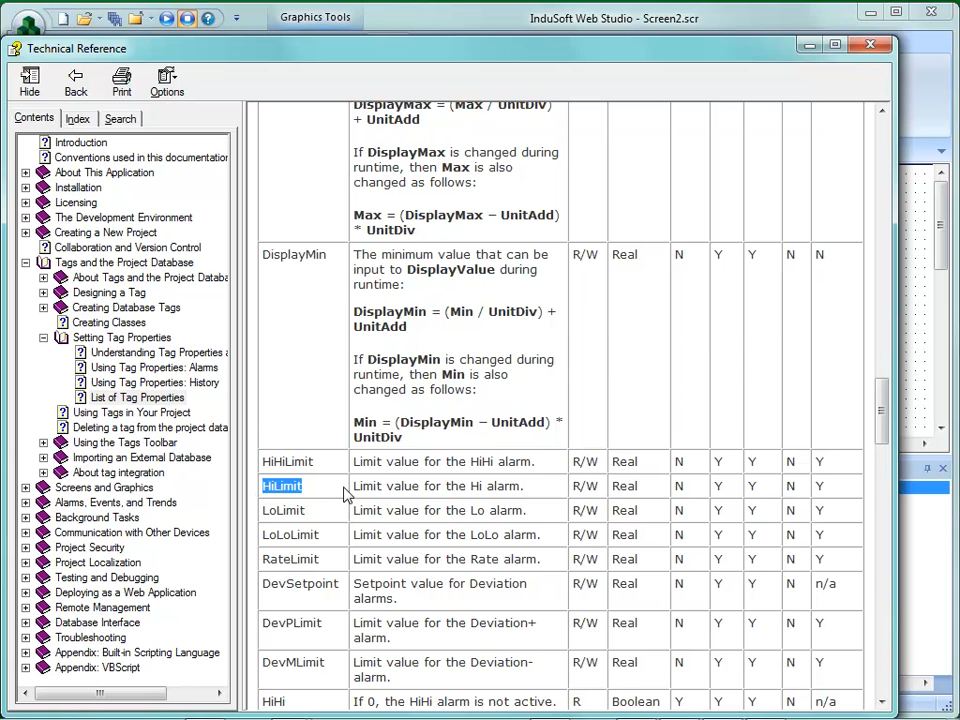 Graphics Tools
InduSoft Web Studio - Screen2.scr
Technical Reference
Hide
Back
Print
Options
Contents
Index
Search
Introduction
Conventions used in this documentation
About This Application
Installation
Licensing
The Development Environment
Creating a New Project
Collaboration and Version Control
Tags and the Project Database
About Tags and the Project Databa
Designing a Tag
Creating Database Tags
Creating Classes
Setting Tag Properties
Understanding Tag Properties a
Using Tag Properties: Alarms
Using Tag Properties: History
List of Tag Properties
Using Tags in Your Project
Deleting a tag from the project data
Using the Tags Toolbar
Importing an External Database
About tag integration
Screens and Graphics
Alarms, Events, and Trends
Background Tasks
Communication with Other Devices
Project Security
Project Localization
Testing and Debugging
Deploying as a Web Application
Remote Management
Database Interface
Troubleshooting
Appendix: Built-in Scripting Language
Appendix: VBScript
DisplayMax = (Max / UnitDiv)
+ UnitAdd
If DisplayMax is changed during
runtime, then Max is also
changed as follows:
Max = (DisplayMax − UnitAdd)
* UnitDiv
DisplayMin The minimum value that can be R/W Real N Y Y N N
input to DisplayValue during
runtime:
DisplayMin = (Min / UnitDiv) +
UnitAdd
If DisplayMin is changed during
runtime, then Min is also
changed as follows:
Min = (DisplayMin − UnitAdd) *
UnitDiv
HiHiLimit Limit value for the HiHi alarm. R/W Real N Y Y N Y
HiLimit Limit value for the Hi alarm. R/W Real N Y Y N Y
LoLimit Limit value for the Lo alarm. R/W Real N Y Y N Y
LoLoLimit Limit value for the LoLo alarm. R/W Real N Y Y N Y
RateLimit Limit value for the Rate alarm. R/W Real N Y Y N Y
DevSetpoint Setpoint value for Deviation R/W Real N Y Y N n/a
alarms.
DevPLimit Limit value for the Deviation+ R/W Real N Y Y N Y
alarm.
DevMLimit Limit value for the Deviation- R/W Real N Y Y N Y
alarm.
HiHi If 0, the HiHi alarm is not active. R Boolean Y Y Y N n/a